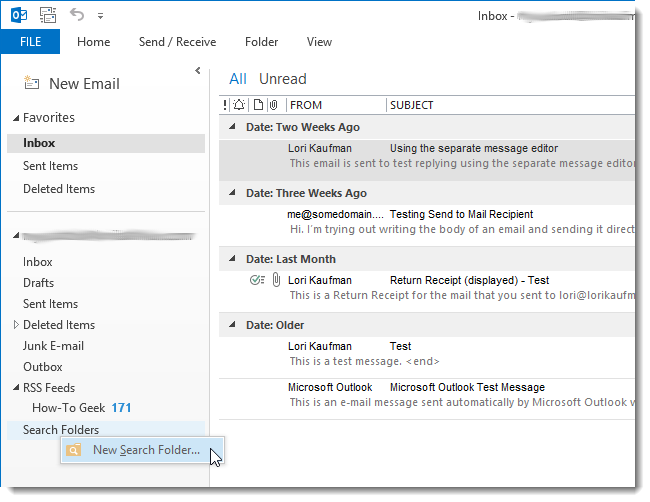 Inbox -
FILE Home Send / Receive Folder View
New Email
Favorites
Inbox
Sent Items
Deleted Items
Inbox
Drafts
Sent Items
Deleted Items
Junk E-mail
Outbox
RSS Feeds
How-To Geek 171
Search Folders
New Search Folder...
All Unread
! FROM SUBJECT
Date: Two Weeks Ago
Lori Kaufman Using the separate message editor
This email is sent to test replying using the separate message editor
Date: Three Weeks Ago
me@somedomain.... Testing Send to Mail Recipient
Hi. I'm trying out writing the body of an email and sending it direc
Date: Last Month
Lori Kaufman Return Receipt (displayed) - Test
This is a Return Receipt for the mail that you sent to lori@lorikaufm
Date: Older
Lori Kaufman Test
This is a test message. <end>
Microsoft Outlook Microsoft Outlook Test Message
This is an e-mail message sent automatically by Microsoft Outlook w